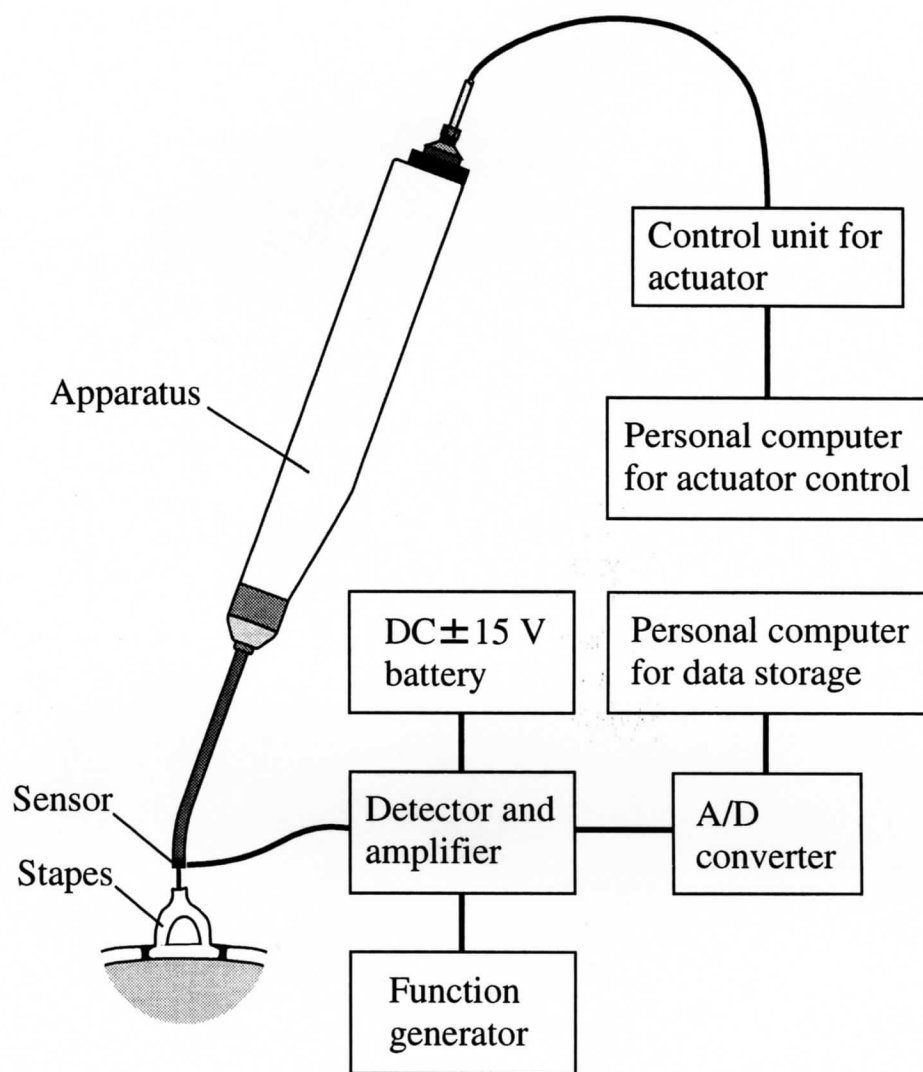 Control unit for
actuator
Apparatus
Personal computer
for actuator control
DC±15 V
battery
Personal computer
for data storage
Sensor
Detector and
amplifier
A/D
converter
Stapes
Function
generator